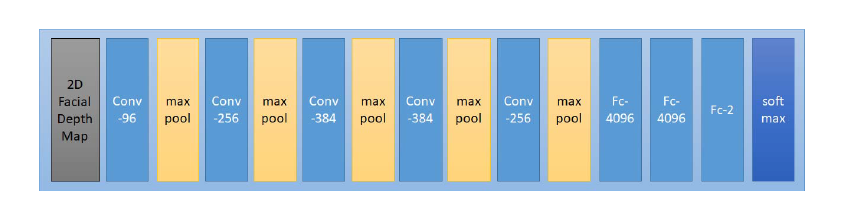 2D
Facial
Depth
Map
Conv
-96
max
pool
Conv
-256
max
pool
Conv
-384
max
pool
Conv
-384
max
pool
Conv
-256
max
pool
Fc-
4096
Fc-
4096
Fc-2
soft
max